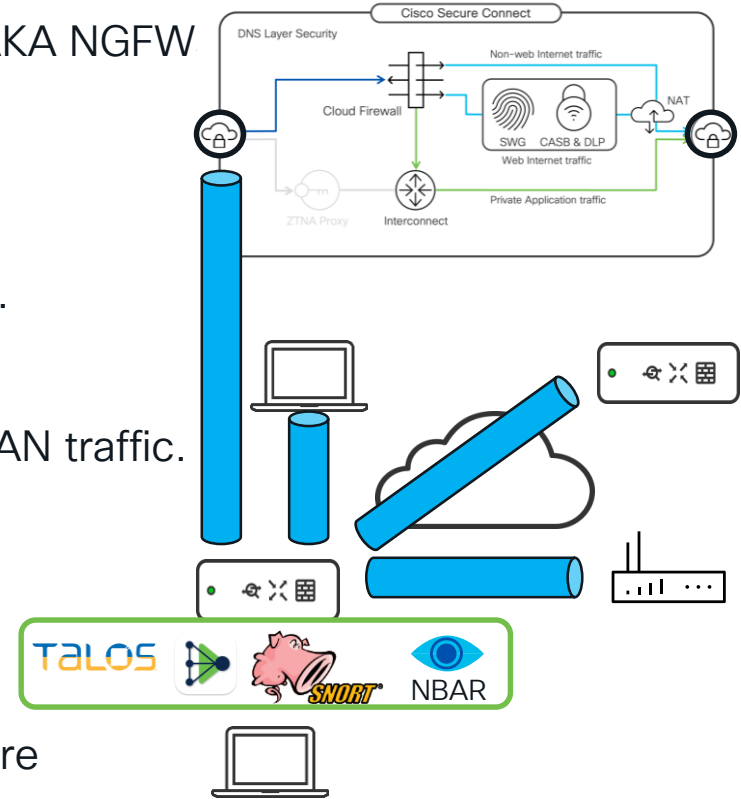 AKA NGFW
Cisco Secure Connect
DNS Layer Security
Non-web Internet traffic
Cloud Firewall
NAT
SWG
CASB & DLP
Web Internet traffic
Private Application traffic
ZTNA Proxy
Interconnect
.
AN traffic.
TALOS
SNORT
NBAR
re